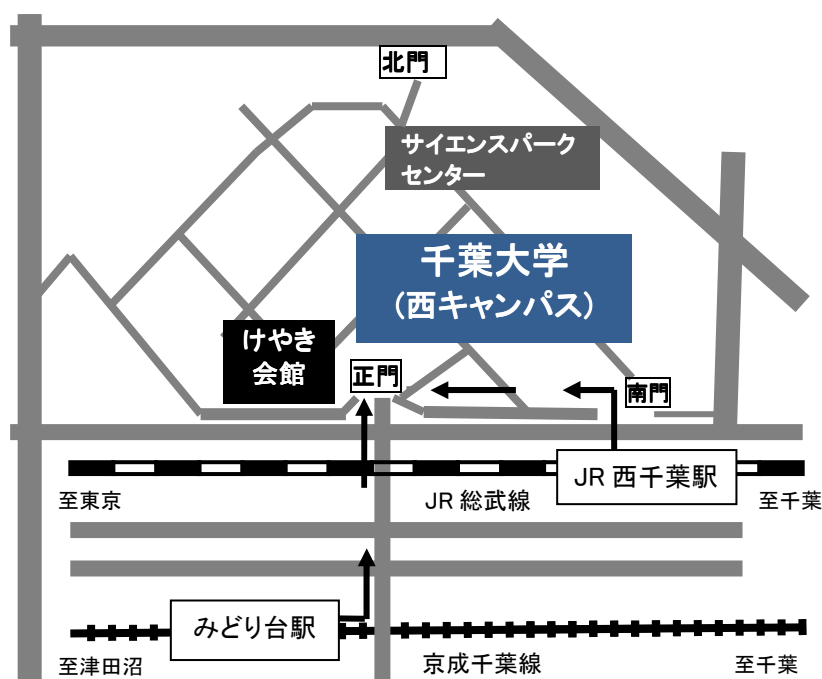 北門
サイエンスパーク
センター
千葉大学
（西キャンパス）
けやき
会館
正門
南門
JR 西千葉駅
至東京
JR 総武線
至千葉
みどり台駅
至津田沼
京成千葉線
至千葉